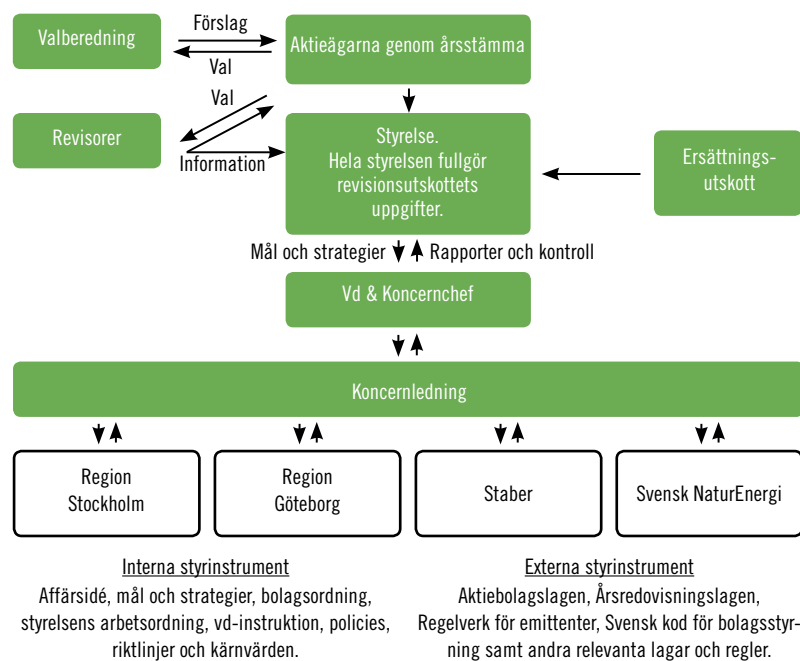 Valberedning
Förslag
Val
Aktieägarna genom årsstämma
Val
Revisorer
Information
Styrelse.
Hela styrelsen fullgör
revisionsutskottets
uppgifter.
Ersättnings-
utskott
Mål och strategier
Rapporter och kontroll
Vd & Koncernchef
Koncernledning
Region
Stockholm
Region
Göteborg
Staber
Svensk NaturEnergi
Interna styrinstrument
Affärsidé, mål och strategier, bolagsordning,
styrelsens arbetsordning, vd-instruktion, policies,
riktlinjer och kärnvärden.
Externa styrinstrument
Aktiebolagslagen, Årsredovisningslagen,
Regelverk för emittenter, Svensk kod för bolagsstyr-
ning samt andra relevanta lagar och regler.